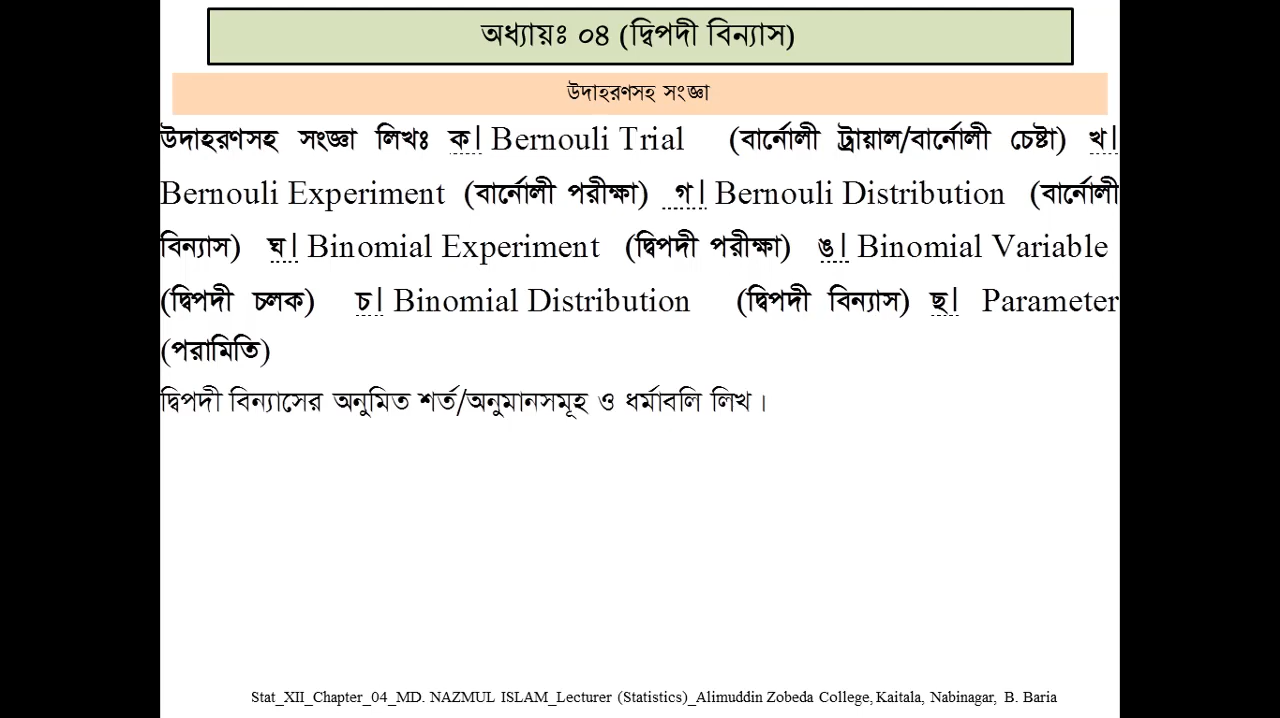 অধ্যায়ঃ ০৪ (দ্বিপদী বিন্যাস)
উদাহরণসহ সংজ্ঞা
উদাহরণসহ সংজ্ঞা লিখঃ ক| Bernouli Trial (বার্নোলী ট্রায়াল/বার্নোলী চেষ্টা) খ|
Bernouli Experiment (বার্নোলী পরীক্ষা) গ| Bernouli Distribution (বার্নোলী
বিন্যাস) ঘ| Binomial Experiment (দ্বিপদী পরীক্ষা) ঙ| Binomial Variable
(দ্বিপদী চলক) চ| Binomial Distribution (দ্বিপদী বিন্যাস) ছ| Parameter
(পরামিতি)
দ্বিপদী বিন্যাসের অনুমিত শর্ত/অনুমানসমূহ ও ধর্মাবলি লিখ।
Stat_XII_Chapter_04_MD. NAZMUL ISLAM_Lecturer (Statistics)_Alimuddin Zobeda College, Kaitala, Nabinagar, B. Baria